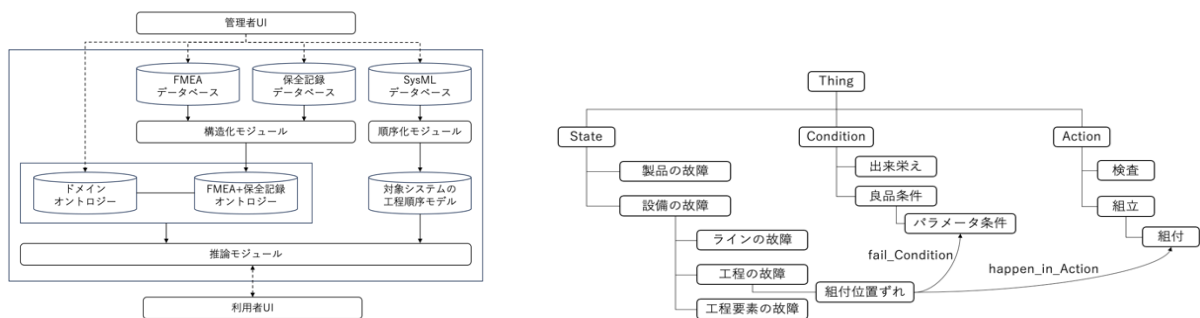 管理者UI
FMEA
データベース
保全記録
データベース
SysML
データベース
構造化モジュール
順序化モジュール
ドメイン
オントロジー
FMEA+保全記録
オントロジー
対象システムの
工程順序モデル
推論モジュール
利用者UI
Thing
State
Condition
Action
製品の故障
出来栄え
検査
設備の故障
良品条件
組立
パラメータ条件
組付
ラインの故障
fail_Condition
happen_in_Action
工程の故障
組付位置ずれ
工程要素の故障